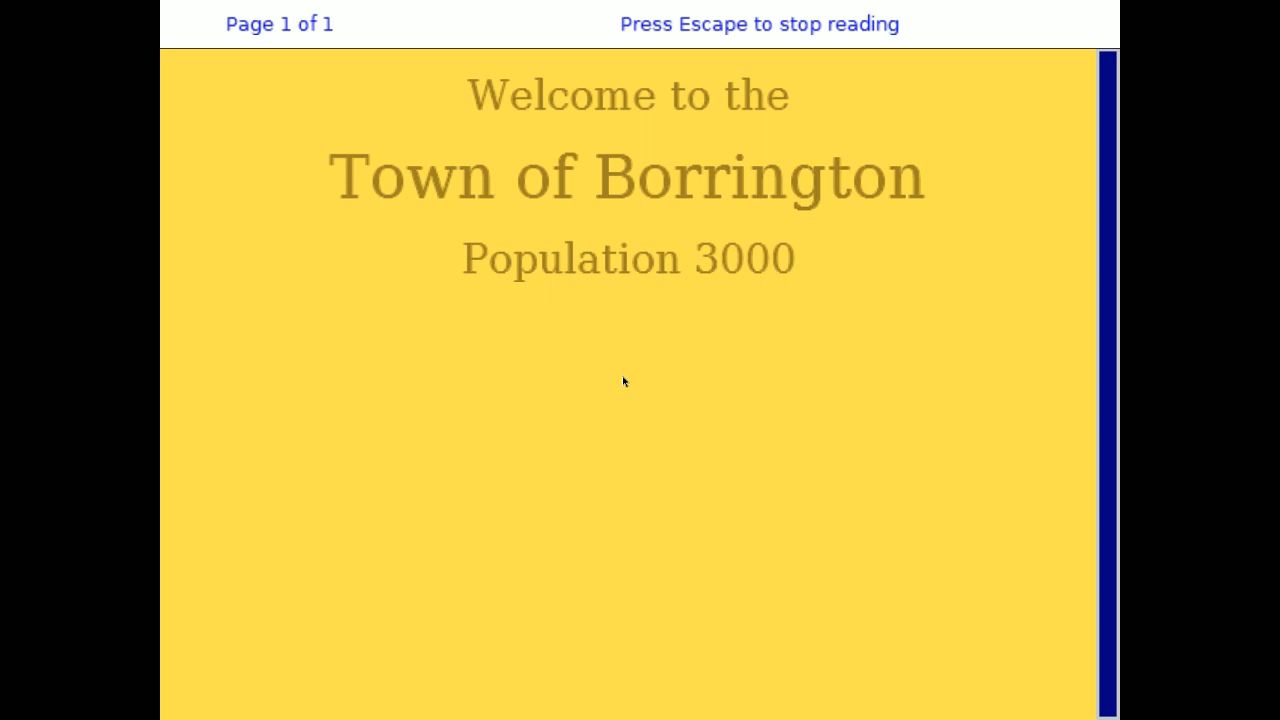 Page 1 of 1 Press Escape to stop reading
Welcome to the
Town of Borrington
Population 3000